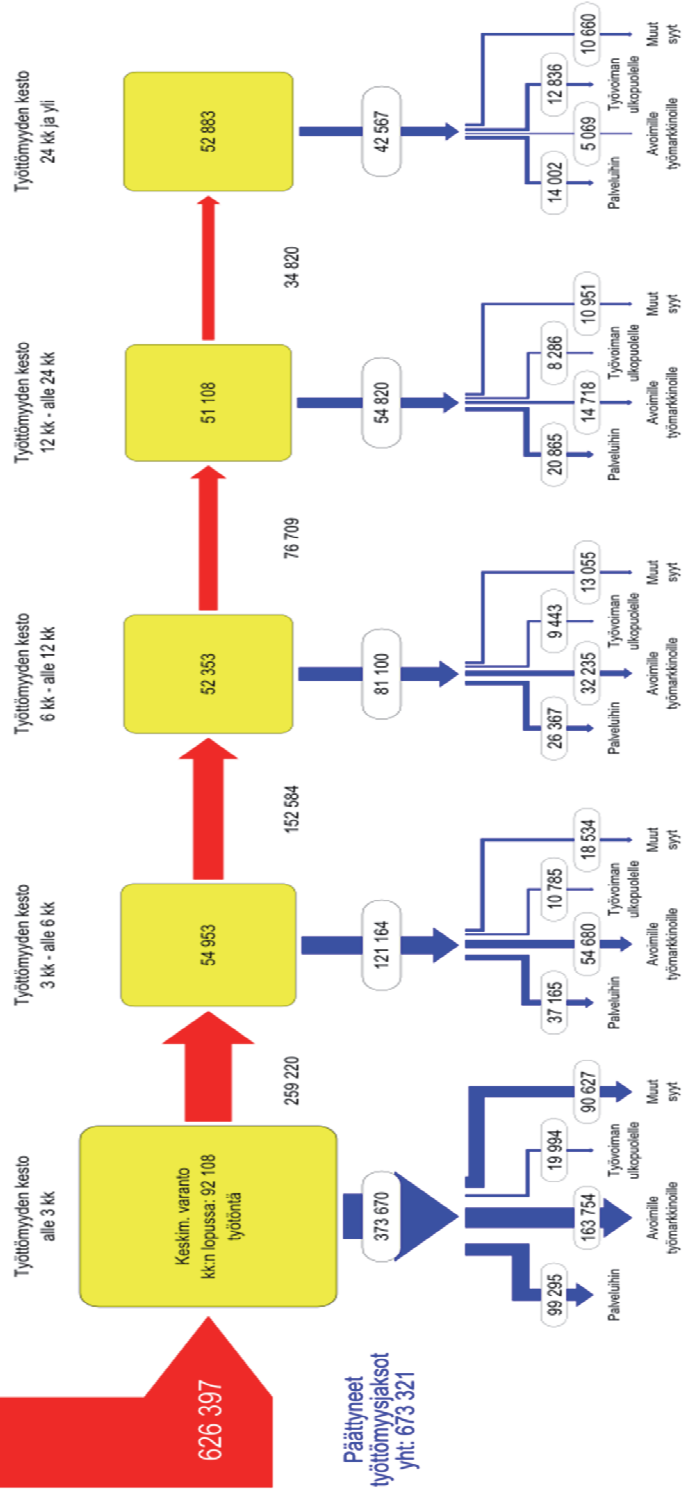 Työttömyyden kesto
alle 3 kk
Työttömyyden kesto
3 kk - alle 6 kk
Työttömyyden kesto
6 kk - alle 12 kk
Työttömyyden kesto
12 kk - alle 24 kk
Työttömyyden kesto
24 kk ja yli
626 397
Keskim. varanto
kk:n lopussa: 92 108
työtöntä
259 220
54 953
152 584
52 353
76 709
51 108
34 820
52 883
Päättyneet
työttömyysjaksot
yht: 673 321
373 670
121 164
81 100
54 820
42 567
99 295
163 754
19 994
90 627
Palveluihin
Avoimille
työmarkkinoille
Työvoiman
ulkopuolelle
Muut
syyt
37 165
54 680
10 785
18 534
Palveluihin
Avoimille
työmarkkinoille
Työvoiman
ulkopuolelle
Muut
syyt
26 367
32 235
9 443
13 055
Palveluihin
Avoimille
työmarkkinoille
Työvoiman
ulkopuolelle
Muut
syyt
20 865
14 718
8 286
10 951
Palveluihin
Avoimille
työmarkkinoille
Työvoiman
ulkopuolelle
Muut
syyt
14 002
5 069
12 836
10 660
Palveluihin
Avoimille
työmarkkinoille
Työvoiman
ulkopuolelle
Muut
syyt